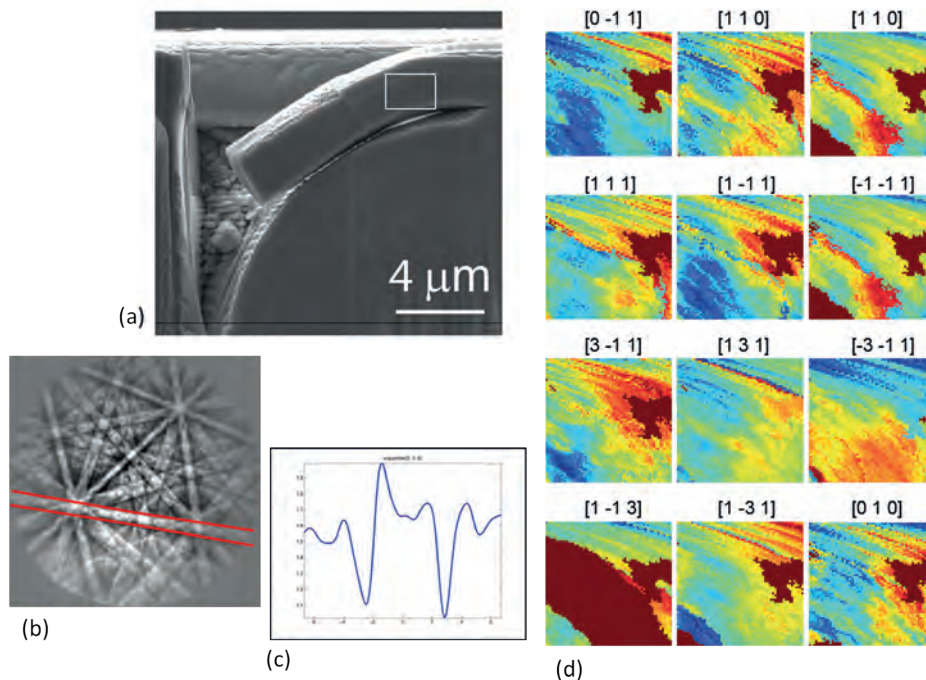 4 μm
(a)
(b)
(c)
[0 -1 1] [1 1 0] [1 1 0]
[1 1 1] [1 -1 1] [-1 -1 1]
[3 -1 1] [1 3 1] [-3 -1 1]
[1 -1 3] [1 -3 1] [0 1 0]
(d)